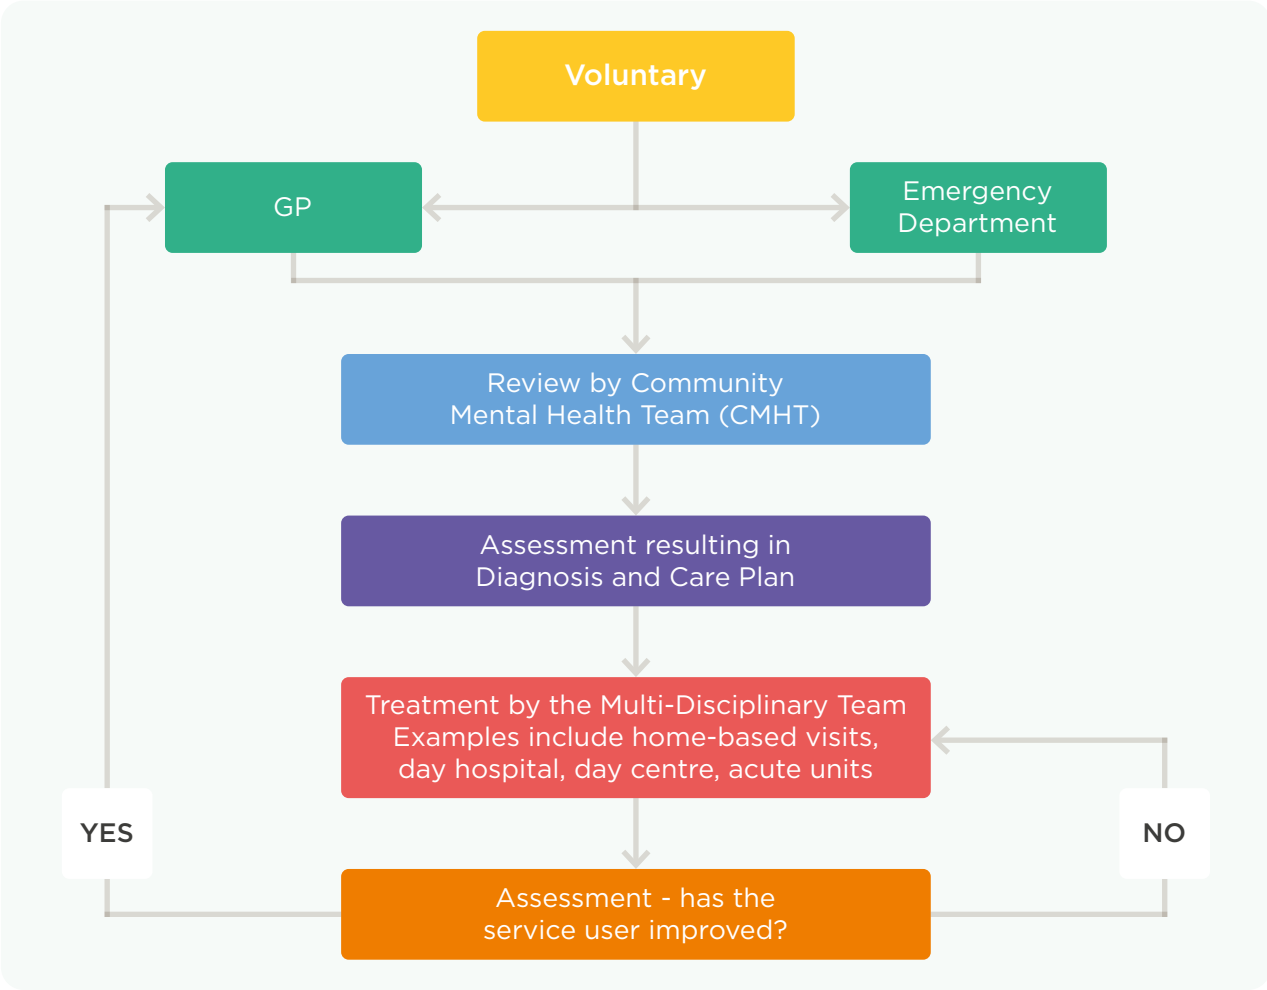 Voluntary
GP
Emergency
Department
Review by Community
Mental Health Team (CMHT)
Assessment resulting in
Diagnosis and Care Plan
Treatment by the Multi-Disciplinary Team
Examples include home-based visits,
day hospital, day centre, acute units
YES
NO
Assessment - has the
service user improved?